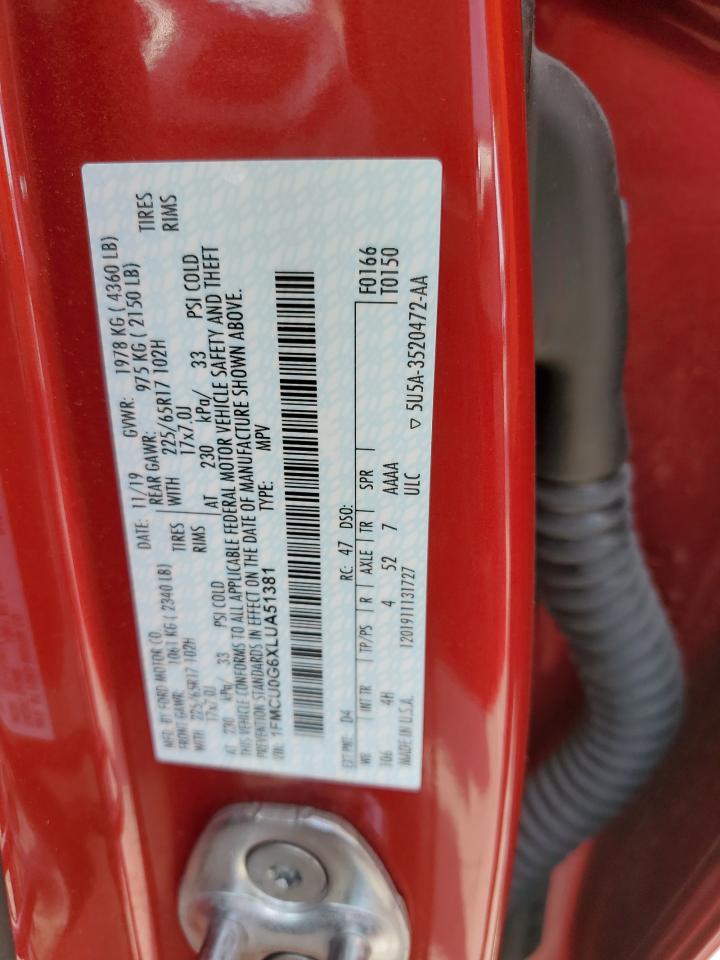 MFD. BY FORD MOTOR CO. DATE: 11/19 GVWR: 1978 KG ( 4360 LB)
FRONT GAWR: 1061 KG ( 2340 LB) REAR GAWR: 975 KG ( 2150 LB)
WITH 225/65R17 102H TIRES WITH 225/65R17 102H TIRES
17x7.0J RIMS 17x7.0J RIMS
AT 230 kPa/ 33 PSI COLD AT 230 kPa/ 33 PSI COLD
THIS VEHICLE CONFORMS TO ALL APPLICABLE FEDERAL MOTOR VEHICLE SAFETY AND THEFT
PREVENTION STANDARDS IN EFFECT ON THE DATE OF MANUFACTURE SHOWN ABOVE.
VIN: 1FMCU0G6XLUA51381 TYPE: MPV
EXT PNT: D4 RC: 47 DSO: F0166
WB INT TR TP/PS R AXLE TR SPR T0150
106 4H 4 52 7 AAAA
MADE IN U.S.A. 1201911131727 ULC ▽ 5U5A-3520472-AA